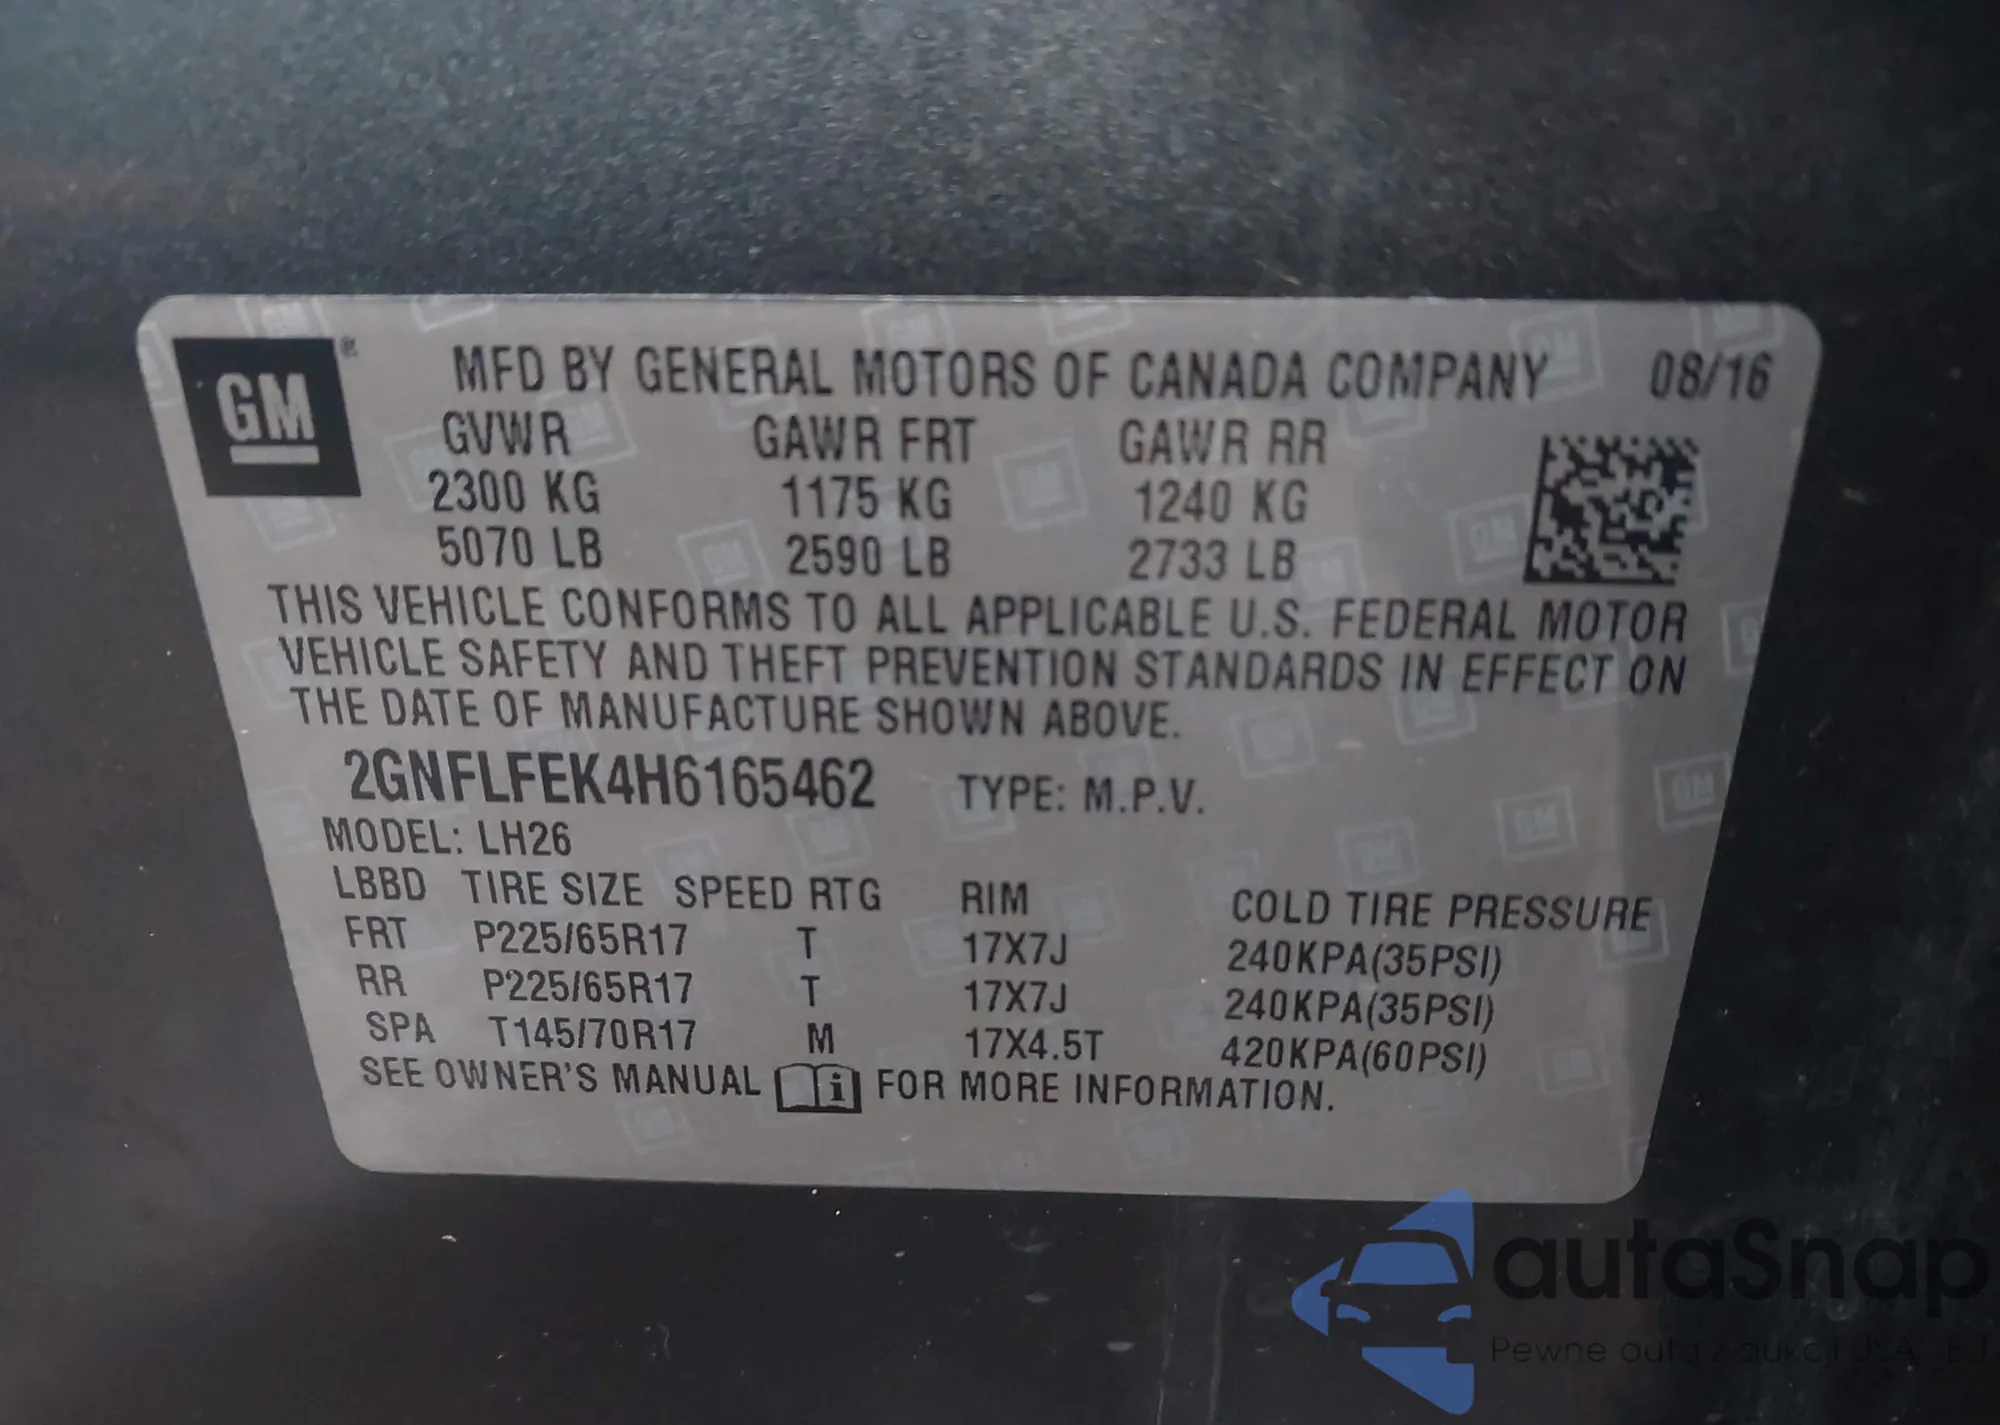 GM®
MFD BY GENERAL MOTORS OF CANADA COMPANY 08/16
GVWR GAWR FRT GAWR RR
2300 KG 1175 KG 1240 KG
5070 LB 2590 LB 2733 LB
THIS VEHICLE CONFORMS TO ALL APPLICABLE U.S. FEDERAL MOTOR
VEHICLE SAFETY AND THEFT PREVENTION STANDARDS IN EFFECT ON
THE DATE OF MANUFACTURE SHOWN ABOVE.
2GNFLFEK4H6165462 TYPE: M.P.V.
MODEL: LH26
LBBD TIRE SIZE SPEED RTG RIM COLD TIRE PRESSURE
FRT P225/65R17 T 17X7J 240KPA(35PSI)
RR P225/65R17 T 17X7J 240KPA(35PSI)
SPA T145/70R17 M 17X4.5T 420KPA(60PSI)
SEE OWNER'S MANUAL i FOR MORE INFORMATION.
autaSnap
Pewne auta z aukcji USA